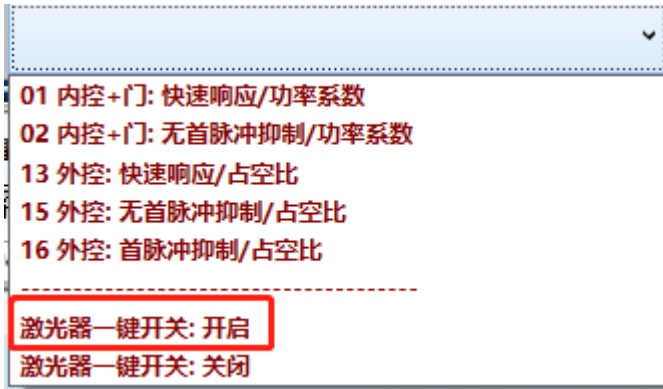 01 内控+门: 快速响应/功率系数
02 内控+门: 无首脉冲抑制/功率系数
13 外控: 快速响应/占空比
15 外控: 无首脉冲抑制/占空比
16 外控: 首脉冲抑制/占空比
--------------------------------------
激光器一键开关: 开启
激光器一键开关: 关闭